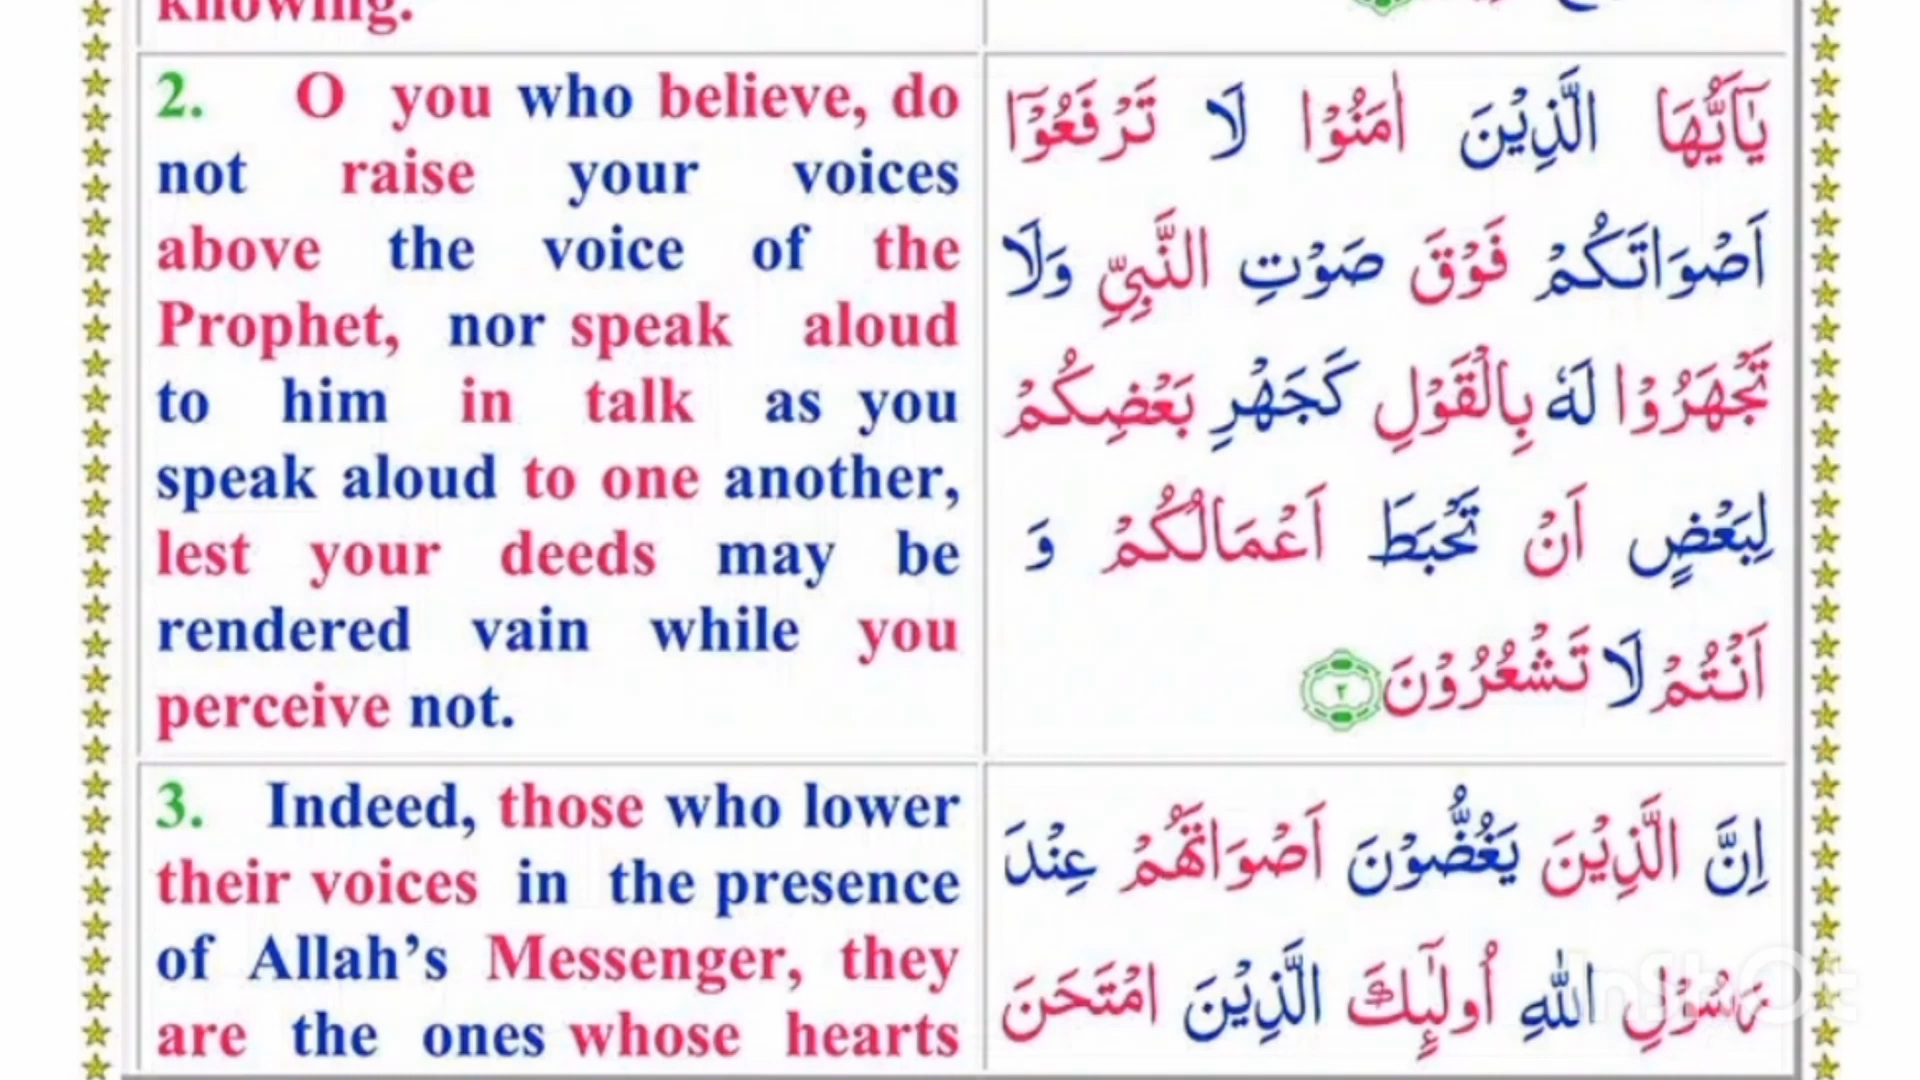 knowing.
2. O you who believe, do
not raise your voices
above the voice of the
Prophet, nor speak aloud
to him in talk as you
speak aloud to one another,
lest your deeds may be
rendered vain while you
perceive not.
يٰۤاَيُّهَا الَّذِيْنَ اٰمَنُوْا لَا تَرْفَعُوْۤا
اَصْوَاتَكُمْ فَوْقَ صَوْتِ النَّبِيِّ وَلَا
تَجْهَرُوْا لَهٗ بِالْقَوْلِ كَجَهْرِ بَعْضِكُمْ
لِبَعْضٍ اَنْ تَحْبَطَ اَعْمَالُكُمْ وَ
اَنْتُمْ لَا تَشْعُرُوْنَ ٢
3. Indeed, those who lower
their voices in the presence
of Allah’s Messenger, they
are the ones whose hearts
اِنَّ الَّذِيْنَ يَغُضُّوْنَ اَصْوَاتَهُمْ عِنْدَ
رَسُوْلِ اللّٰهِ اُولٰٓئِكَ الَّذِيْنَ امْتَحَنَ
InShOt